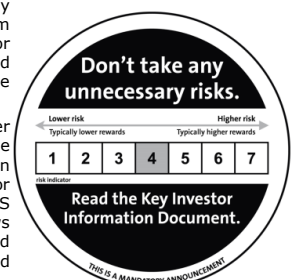 Don't take any
unnecessary risks.
Lower risk Higher risk
Typically lower rewards Typically higher rewards
1 2 3 4 5 6 7
risk indicator
Read the Key Investor
Information Document.
THIS IS A MANDATORY ANNOUNCEMENT